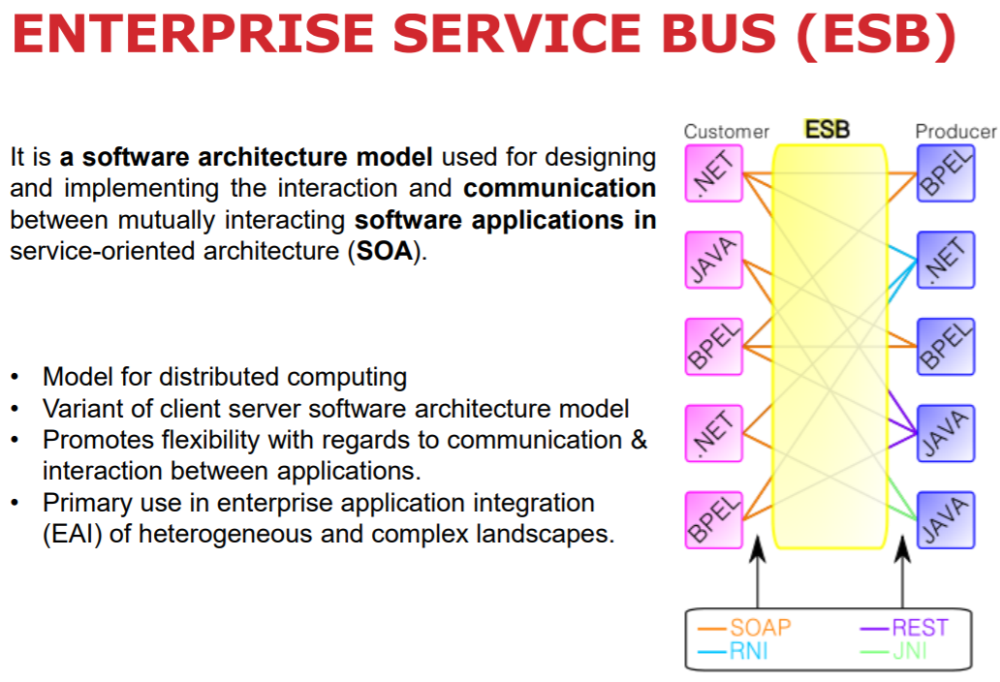 ENTERPRISE SERVICE BUS (ESB)
It is a software architecture model used for designing
and implementing the interaction and communication
between mutually interacting software applications in
service-oriented architecture (SOA).
• Model for distributed computing
• Variant of client server software architecture model
• Promotes flexibility with regards to communication &
interaction between applications.
• Primary use in enterprise application integration
(EAI) of heterogeneous and complex landscapes.
Customer ESB Producer
.NET BPEL
JAVA .NET
BPEL BPEL
.NET JAVA
BPEL JAVA
SOAP REST
RNI JNI